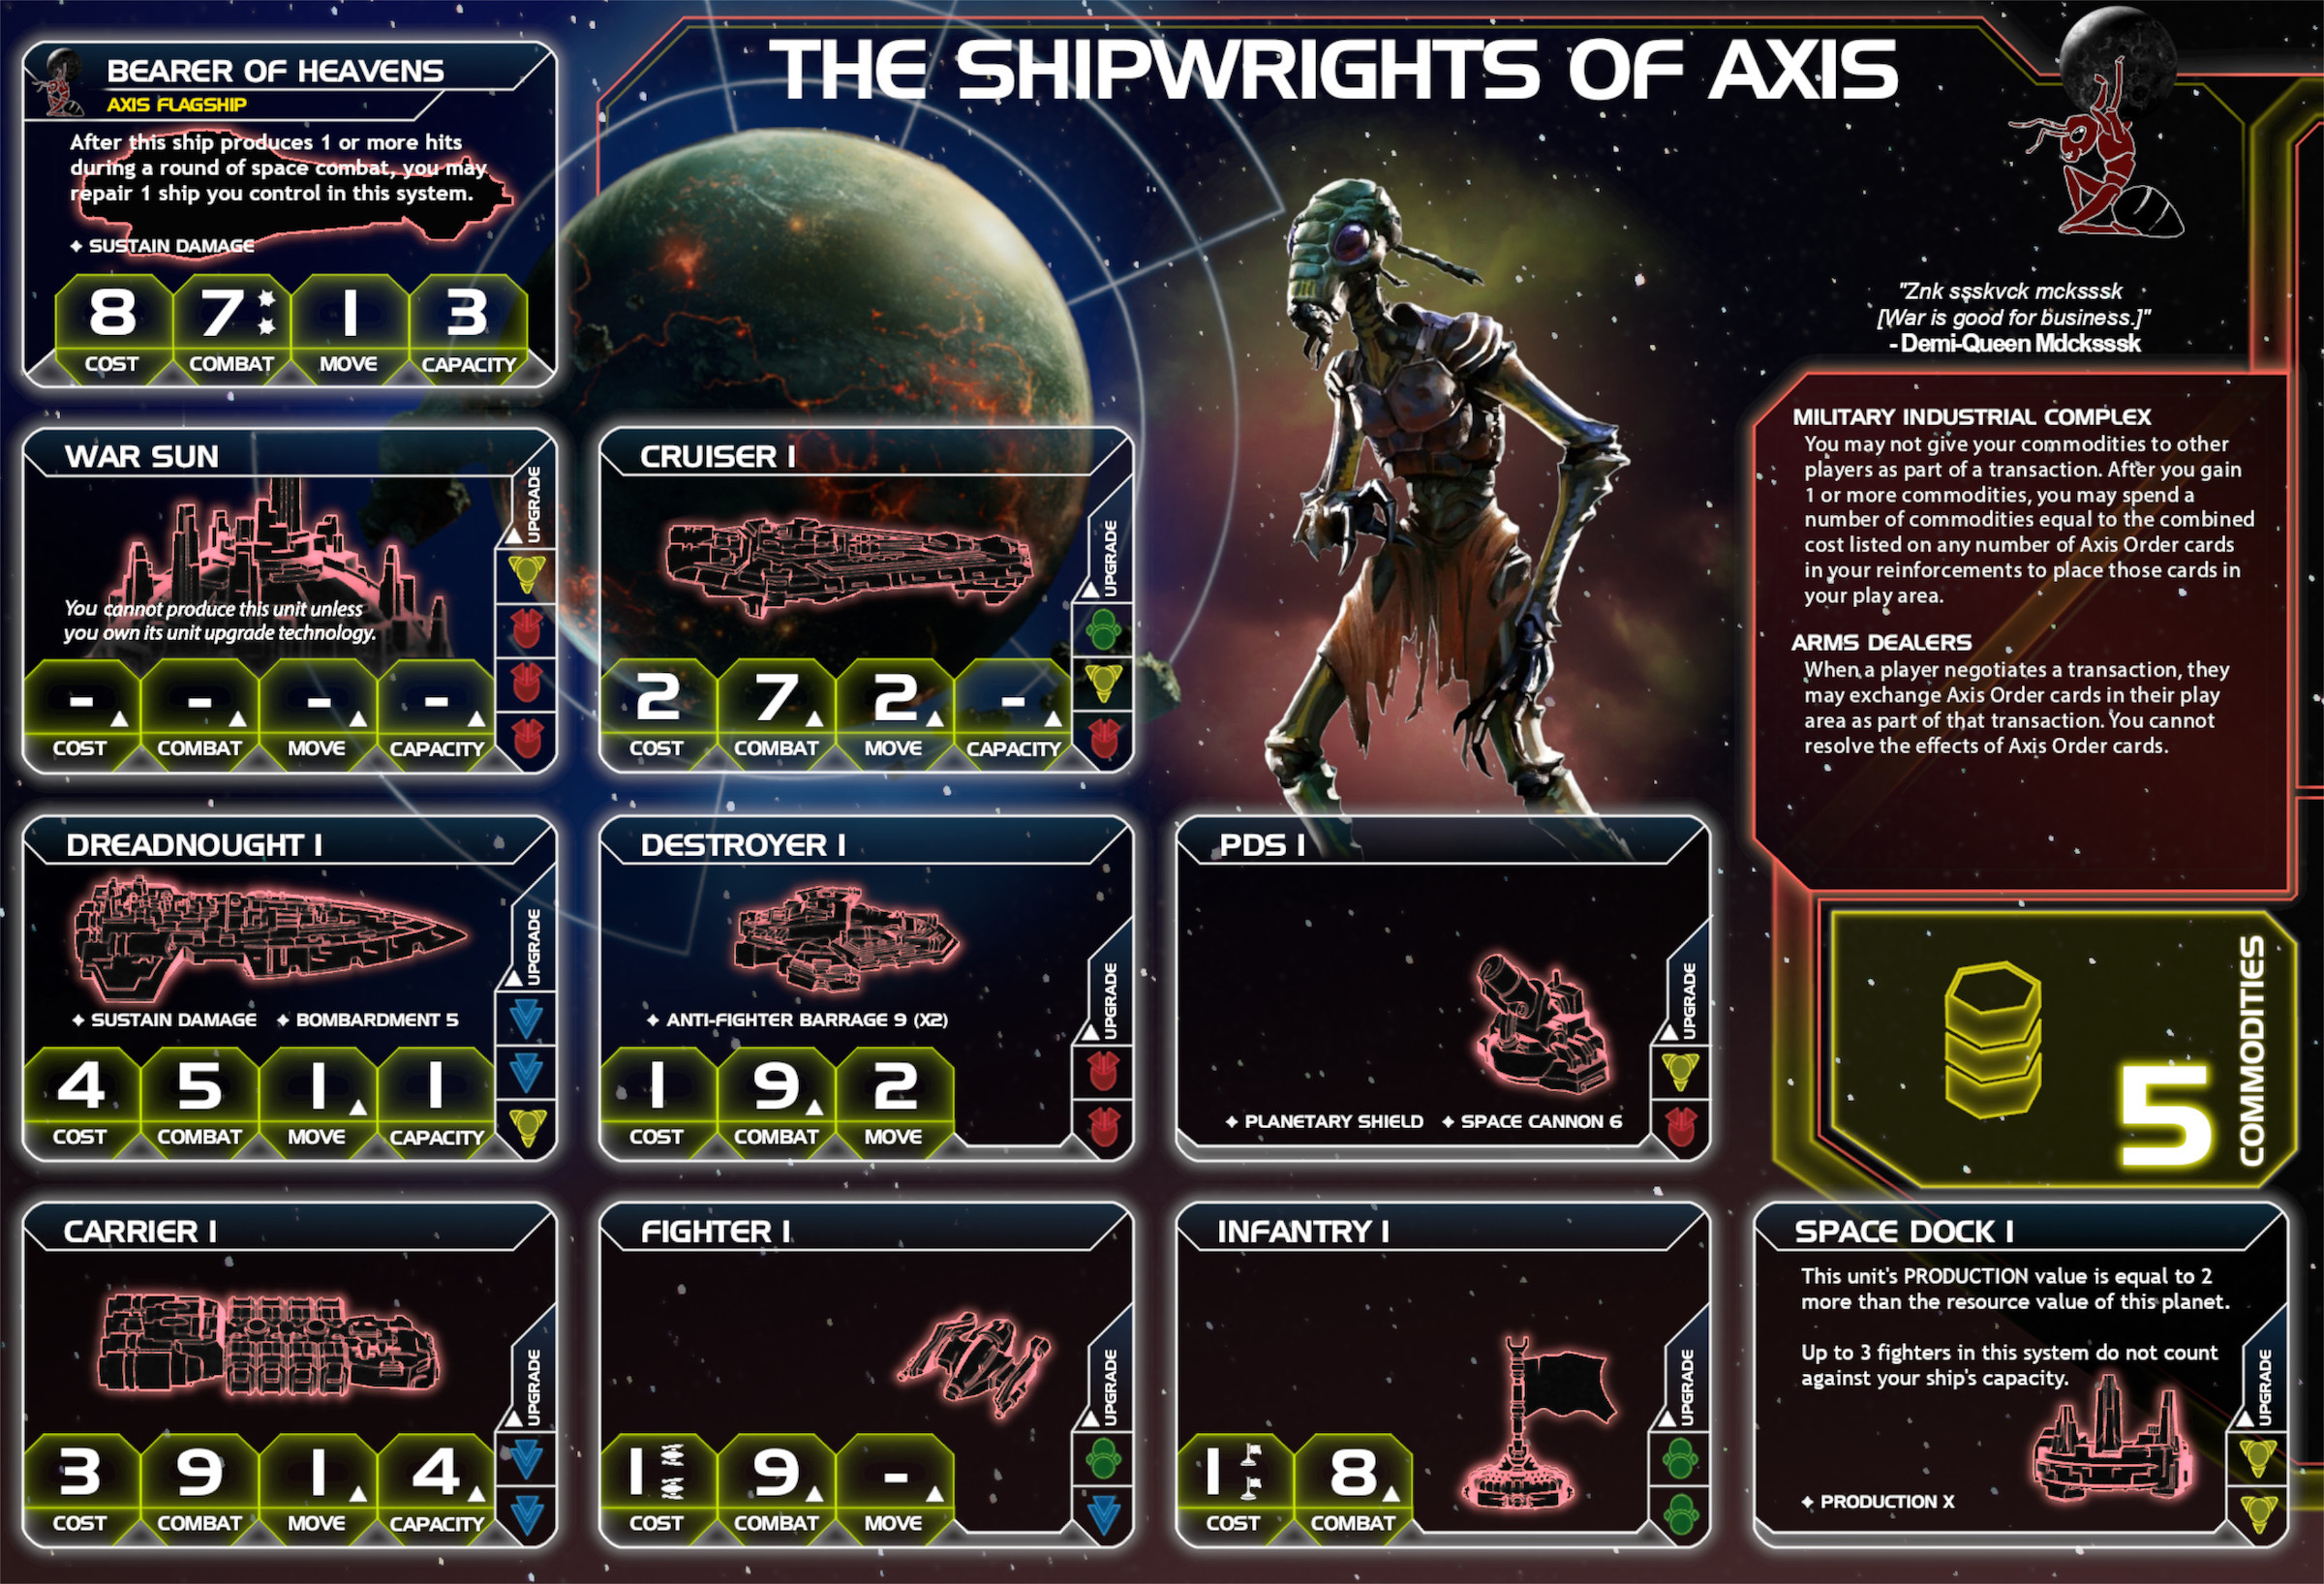 THE SHIPWRIGHTS OF AXIS
BEARER OF HEAVENS
AXIS FLAGSHIP
After this ship produces 1 or more hits
during a round of space combat, you may
repair 1 ship you control in this system.
SUSTAIN DAMAGE
8 7 1 3
COST COMBAT MOVE CAPACITY
"Znk sşskvck mcksssk
[War is good for business.]"
- Demi-Queen Mdcksssk
MILITARY INDUSTRIAL COMPLEX
You may not give your commodities to other
players as part of a transaction. After you gain
1 or more commodities, you may spend a
number of commodities equal to the combined
cost listed on any number of Axis Order cards
in your reinforcements to place those cards in
your play area.
ARMS DEALERS
When a player negotiates a transaction, they
may exchange Axis Order cards in their play
area as part of that transaction. You cannot
resolve the effects of Axis Order cards.
WAR SUN
UPGRADE
You cannot produce this unit unless
you own its unit upgrade technology.
- - - -
COST COMBAT MOVE CAPACITY
CRUISER I
UPGRADE
2 7 2 -
COST COMBAT MOVE CAPACITY
DREADNOUGHT I
UPGRADE
SUSTAIN DAMAGE BOMBARDMENT 5
4 5 1 1
COST COMBAT MOVE CAPACITY
DESTROYER I
UPGRADE
ANTI-FIGHTER BARRAGE 9 (X2)
1 9 2
COST COMBAT MOVE
PDS I
UPGRADE
PLANETARY SHIELD SPACE CANNON 6
5
COMMODITIES
CARRIER I
UPGRADE
3 9 1 4
COST COMBAT MOVE CAPACITY
FIGHTER I
UPGRADE
1 9 -
COST COMBAT MOVE
INFANTRY I
UPGRADE
1 8
COST COMBAT
SPACE DOCK I
This unit's PRODUCTION value is equal to 2
more than the resource value of this planet.
Up to 3 fighters in this system do not count
against your ship's capacity.
UPGRADE
PRODUCTION X